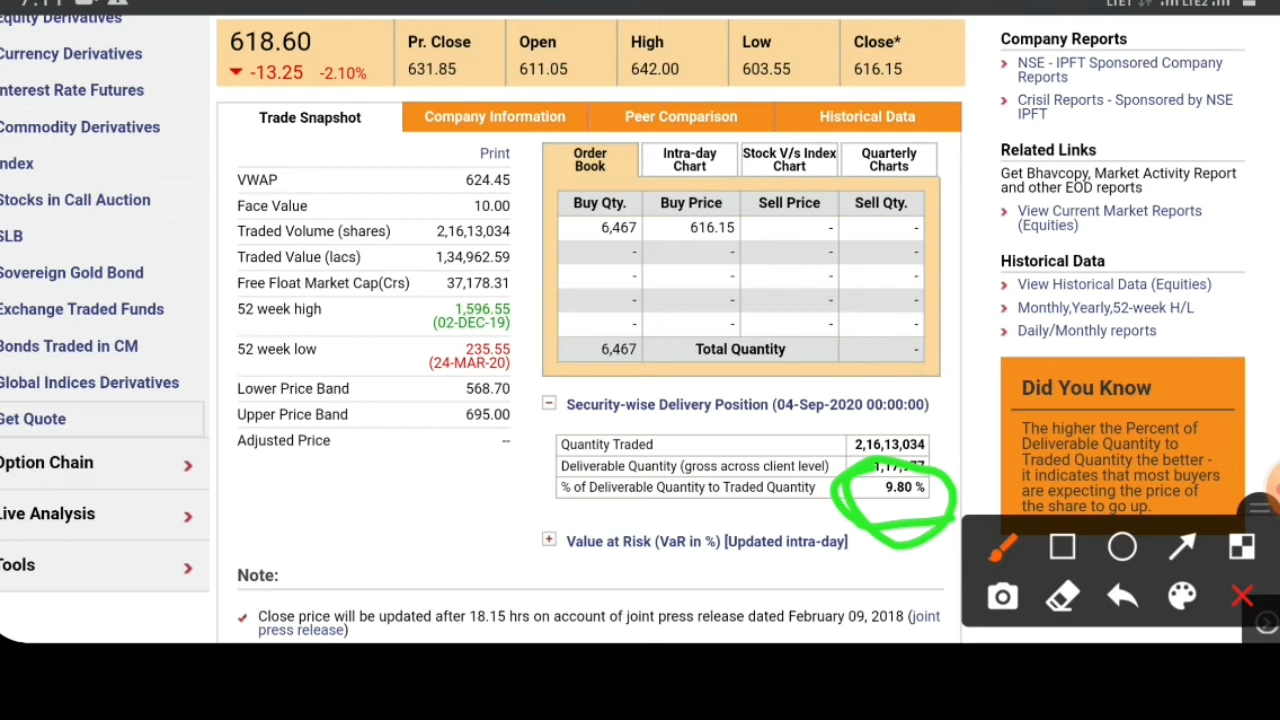 Equity Derivatives
Currency Derivatives
Interest Rate Futures
Commodity Derivatives
Index
Stocks in Call Auction
SLB
Sovereign Gold Bond
Exchange Traded Funds
Bonds Traded in CM
Global Indices Derivatives
Get Quote
Option Chain
Live Analysis
Tools
618.60
-13.25 -2.10%
Pr. Close
631.85
Open
611.05
High
642.00
Low
603.55
Close*
616.15
Trade Snapshot
Company Information
Peer Comparison
Historical Data
Print
VWAP 624.45
Face Value 10.00
Traded Volume (shares) 2,16,13,034
Traded Value (lacs) 1,34,962.59
Free Float Market Cap(Crs) 37,178.31
52 week high 1,596.55
(02-DEC-19)
52 week low 235.55
(24-MAR-20)
Lower Price Band 568.70
Upper Price Band 695.00
Adjusted Price --
Order
Book
Intra-day
Chart
Stock V/s Index
Chart
Quarterly
Charts
Buy Qty. Buy Price Sell Price Sell Qty.
6,467 616.15 - -
- - - -
- - - -
- - - -
- - - -
6,467 Total Quantity -
Security-wise Delivery Position (04-Sep-2020 00:00:00)
Quantity Traded 2,16,13,034
Deliverable Quantity (gross across client level)
% of Deliverable Quantity to Traded Quantity 9.80 %
Value at Risk (VaR in %) [Updated intra-day]
Note:
Close price will be updated after 18.15 hrs on account of joint press release dated February 09, 2018 (joint
press release)
Company Reports
NSE - IPFT Sponsored Company
Reports
Crisil Reports - Sponsored by NSE
IPFT
Related Links
Get Bhavcopy, Market Activity Report
and other EOD reports
View Current Market Reports
(Equities)
Historical Data
View Historical Data (Equities)
Monthly,Yearly,52-week H/L
Daily/Monthly reports
Did You Know
The higher the Percent of
Deliverable Quantity to
Traded Quantity the better -
it indicates that most buyers
are expecting the price of
the share to go up.